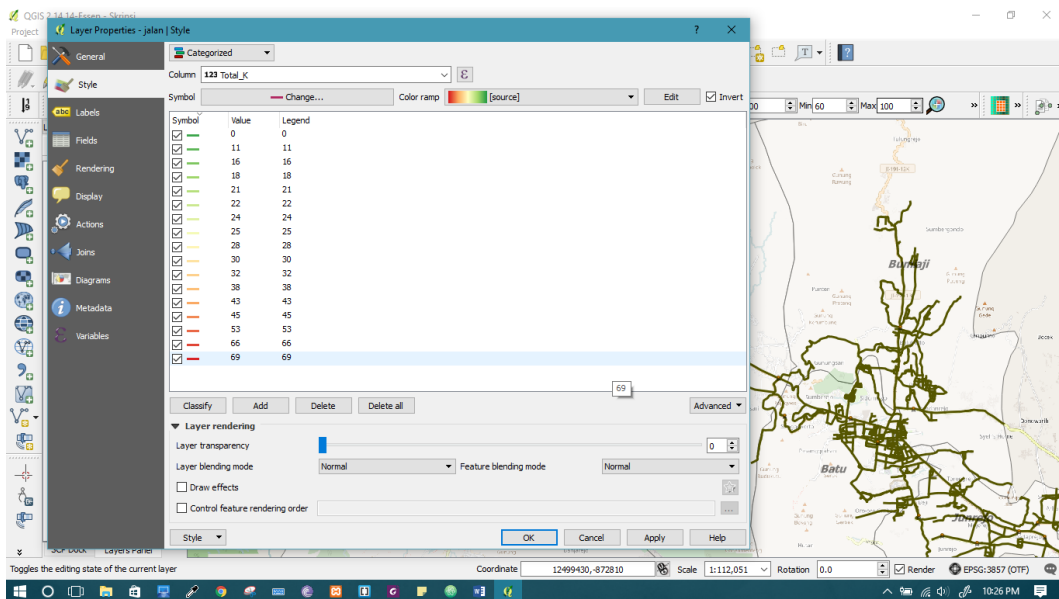 QGIS 2.14.14-Essen - Skripsi
Project
Layer Properties - jalan | Style
? ×
General
Style
Labels
Fields
Rendering
Display
Actions
Joins
Diagrams
Metadata
Variables
Categorized
Column 123 Total_K ε
Symbol Change... Color ramp [source] Edit Invert
Symbol Value Legend
0 0
11 11
16 16
18 18
21 21
22 22
24 24
25 25
28 28
30 30
32 32
38 38
43 43
45 45
53 53
66 66
69 69
69
Classify Add Delete Delete all Advanced
Layer rendering
Layer transparency 0
Layer blending mode Normal Feature blending mode Normal
Draw effects
Control feature rendering order ...
Style OK Cancel Apply Help
00 Min 60 Max 100 »
Sumbergondo
Bumiaji
Batu
Junrejo
SCP Dock Layers Panel
Toggles the editing state of the current layer Coordinate 12499430,-872810 Scale 1:112,051 Rotation 0.0 Render EPSG:3857 (OTF)
10:26 PM